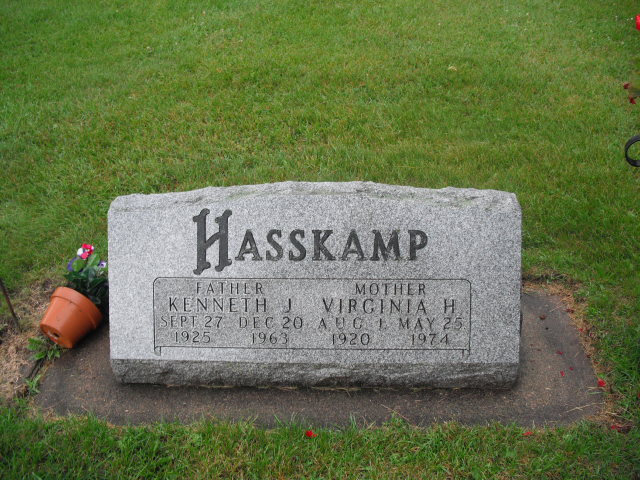 HASSKAMP
FATHER MOTHER
KENNETH J VIRGINIA H
SEPT 27 DEC 20 AUG 1 MAY 25
1925 1963 1920 1974